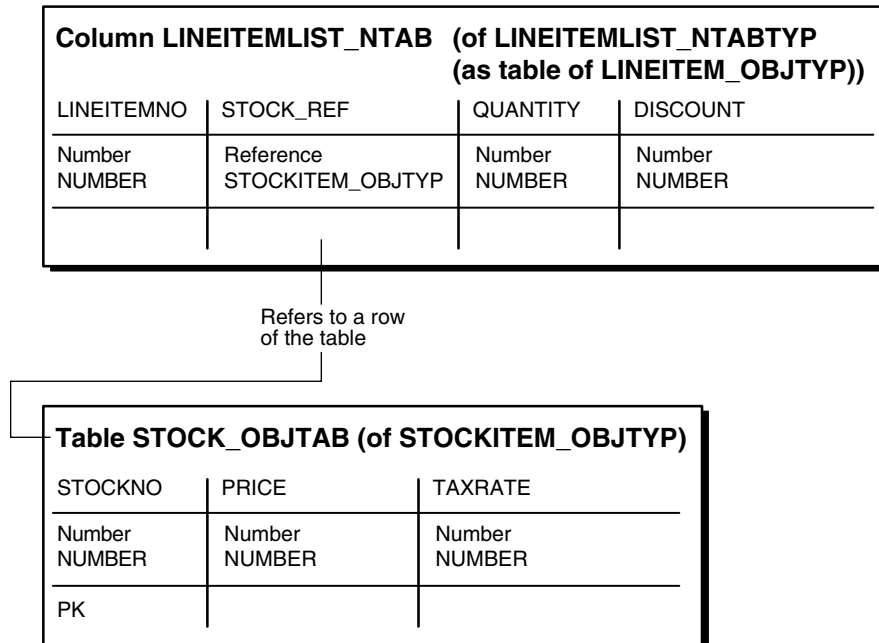 Column LINEITEMLIST_NTAB (of LINEITEMLIST_NTABTYP
(as table of LINEITEM_OBJTYP))
LINEITEMNO STOCK_REF QUANTITY DISCOUNT
Number Reference Number Number
NUMBER STOCKITEM_OBJTYP NUMBER NUMBER
Refers to a row
of the table
Table STOCK_OBJTAB (of STOCKITEM_OBJTYP)
STOCKNO PRICE TAXRATE
Number Number Number
NUMBER NUMBER NUMBER
PK